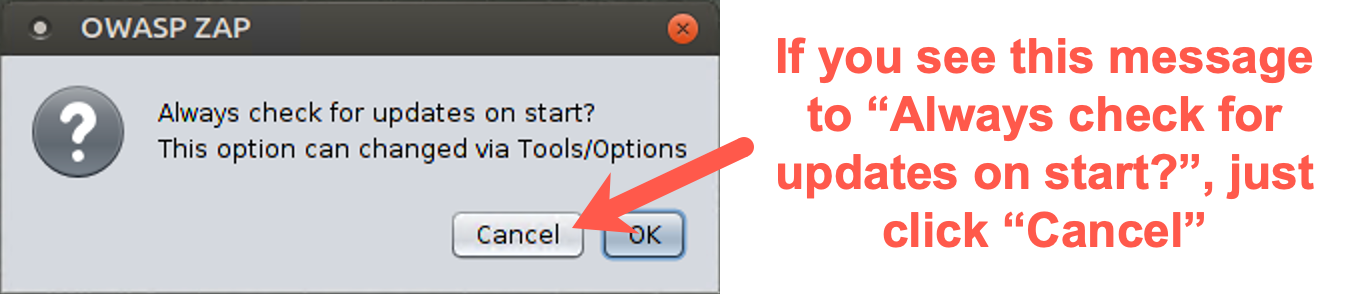 OWASP ZAP
Always check for updates on start?
This option can changed via Tools/Options
Cancel
OK
If you see this message
to “Always check for
updates on start?”, just
click “Cancel”